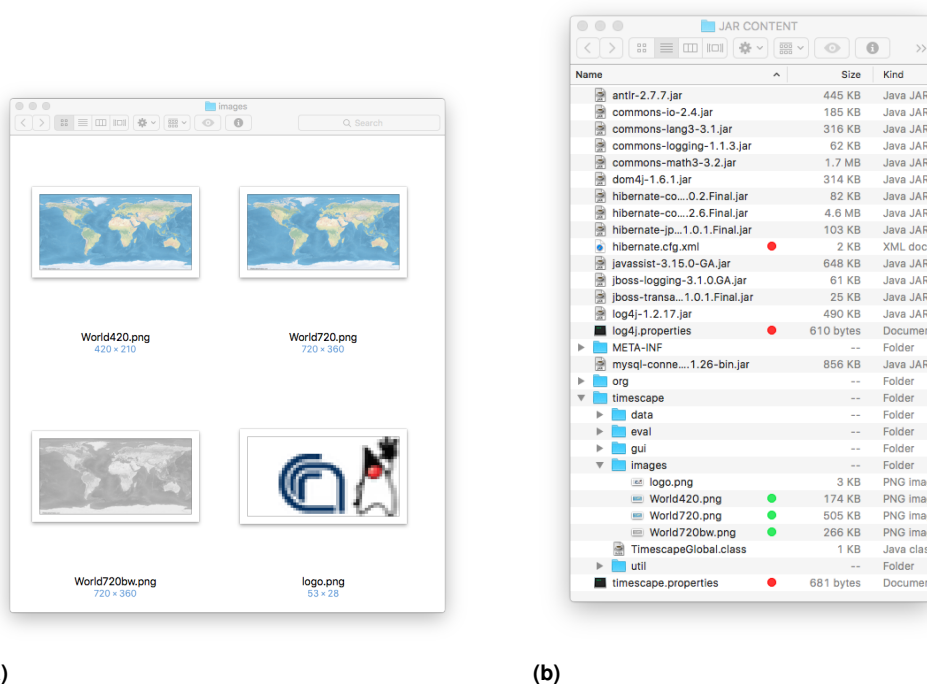 images
Search
World420.png
420 × 210
World720.png
720 × 360
World720bw.png
720 × 360
logo.png
53 × 28
)
JAR CONTENT
Name Size Kind
antlr-2.7.7.jar 445 KB Java JAR
commons-io-2.4.jar 185 KB Java JAR
commons-lang3-3.1.jar 316 KB Java JAR
commons-logging-1.1.3.jar 62 KB Java JAR
commons-math3-3.2.jar 1.7 MB Java JAR
dom4j-1.6.1.jar 314 KB Java JAR
hibernate-co....0.2.Final.jar 82 KB Java JAR
hibernate-co....2.6.Final.jar 4.6 MB Java JAR
hibernate-jp...1.0.1.Final.jar 103 KB Java JAR
hibernate.cfg.xml 2 KB XML doc
javassist-3.15.0-GA.jar 648 KB Java JAR
jboss-logging-3.1.0.GA.jar 61 KB Java JAR
jboss-transa...1.0.1.Final.jar 25 KB Java JAR
log4j-1.2.17.jar 490 KB Java JAR
log4j.properties 610 bytes Documen
META-INF -- Folder
mysql-conne....1.26-bin.jar 856 KB Java JAR
org -- Folder
timescape -- Folder
data -- Folder
eval -- Folder
gui -- Folder
images -- Folder
logo.png 3 KB PNG imag
World420.png 174 KB PNG imag
World720.png 505 KB PNG imag
World720bw.png 266 KB PNG imag
TimescapeGlobal.class 1 KB Java clas
util -- Folder
timescape.properties 681 bytes Documen
(b)